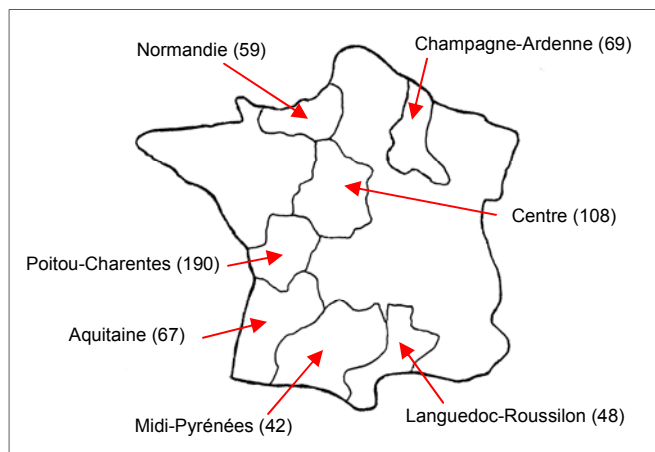 Champagne-Ardenne (69)
Normandie (59)
Centre (108)
Poitou-Charentes (190)
Aquitaine (67)
Languedoc-Roussilon (48)
Midi-Pyrénées (42)